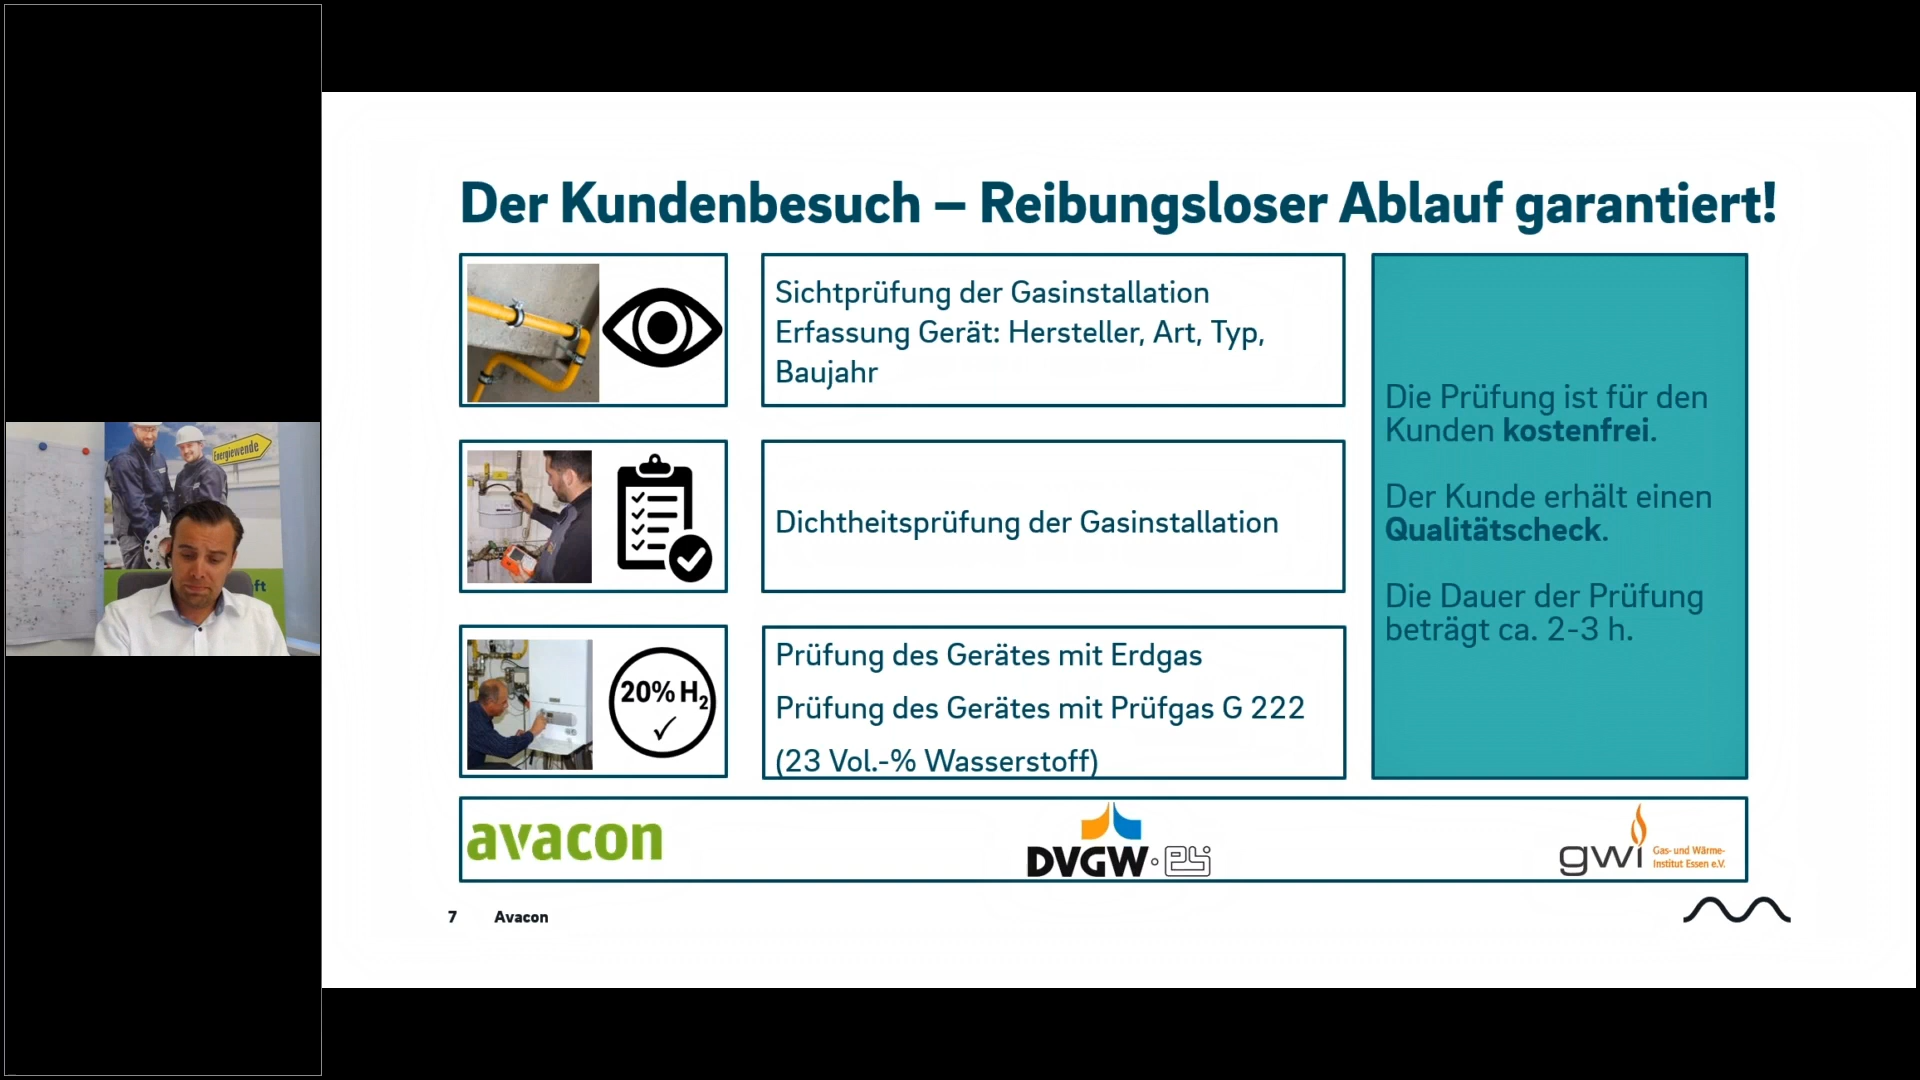 Der Kundenbesuch – Reibungsloser Ablauf garantiert!
Sichtprüfung der Gasinstallation
Erfassung Gerät: Hersteller, Art, Typ,
Baujahr
Dichtheitsprüfung der Gasinstallation
20% H₂
Prüfung des Gerätes mit Erdgas
Prüfung des Gerätes mit Prüfgas G 222
(23 Vol.-% Wasserstoff)
Die Prüfung ist für den
Kunden kostenfrei.
Der Kunde erhält einen
Qualitätscheck.
Die Dauer der Prüfung
beträgt ca. 2-3 h.
Energiewende
ft
avacon
DVGW · ebi
gwi Gas- und Wärme-
Institut Essen e.V.
7 Avacon